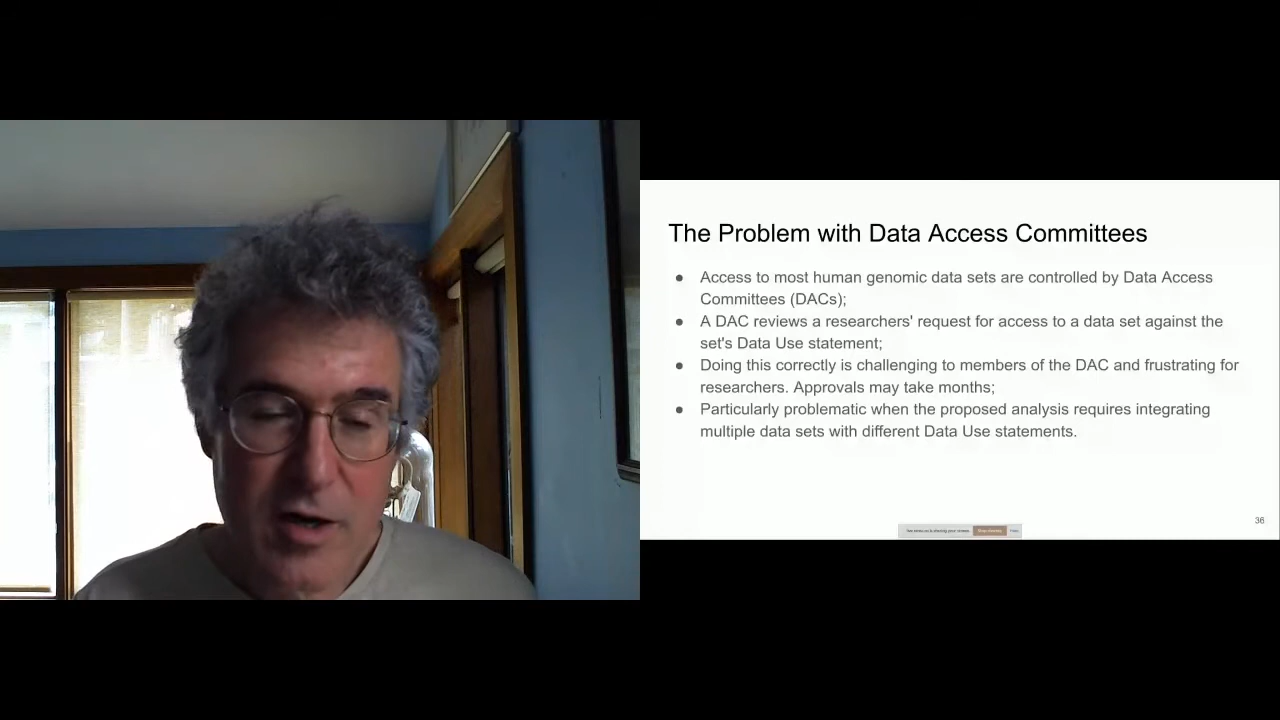 The Problem with Data Access Committees
● Access to most human genomic data sets are controlled by Data Access
Committees (DACs);
● A DAC reviews a researchers' request for access to a data set against the
set's Data Use statement;
● Doing this correctly is challenging to members of the DAC and frustrating for
researchers. Approvals may take months;
● Particularly problematic when the proposed analysis requires integrating
multiple data sets with different Data Use statements.
36